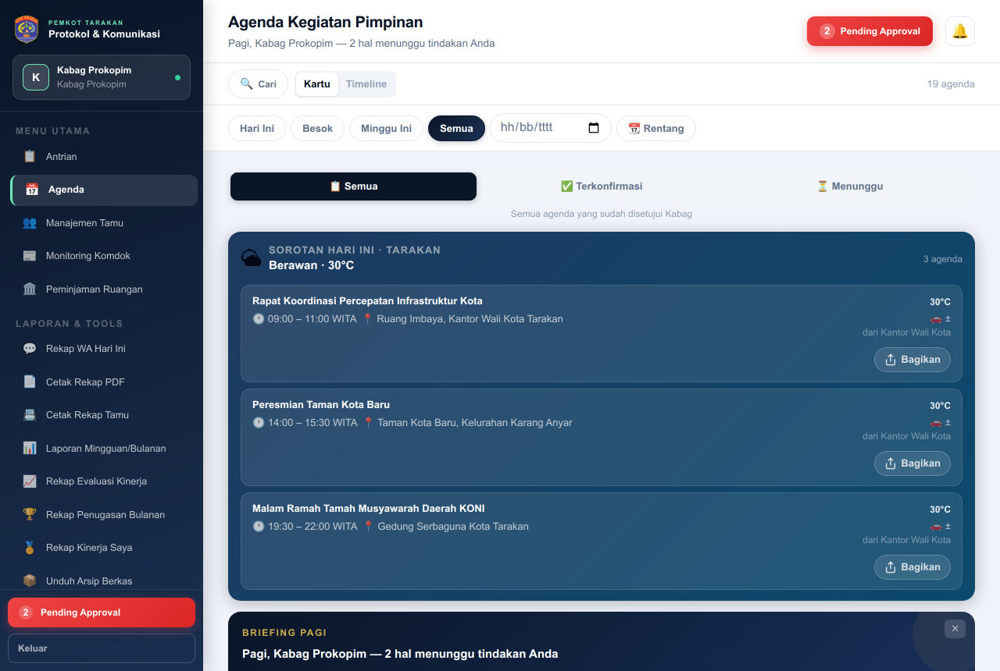 PEMKOT TARAKAN
Protokol & Komunikasi
K
Kabag Prokopim
Kabag Prokopim
MENU UTAMA
Antrian
Agenda
Manajemen Tamu
Monitoring Komdok
Peminjaman Ruangan
LAPORAN & TOOLS
Rekap WA Hari Ini
Cetak Rekap PDF
Cetak Rekap Tamu
Laporan Mingguan/Bulanan
Rekap Evaluasi Kinerja
Rekap Penugasan Bulanan
Rekap Kinerja Saya
Unduh Arsip Berkas
2 Pending Approval
Keluar
Agenda Kegiatan Pimpinan
Pagi, Kabag Prokopim — 2 hal menunggu tindakan Anda
2 Pending Approval
Cari
Kartu
Timeline
19 agenda
Hari Ini
Besok
Minggu Ini
Semua
hh/bb/tttt
Rentang
Semua
Terkonfirmasi
Menunggu
Semua agenda yang sudah disetujui Kabag
SOROTAN HARI INI · TARAKAN
Berawan · 30°C
3 agenda
Rapat Koordinasi Percepatan Infrastruktur Kota
09:00 – 11:00 WITA Ruang Imbaya, Kantor Wali Kota Tarakan
30°C
±
dari Kantor Wali Kota
Bagikan
Peresmian Taman Kota Baru
14:00 – 15:30 WITA Taman Kota Baru, Kelurahan Karang Anyar
30°C
±
dari Kantor Wali Kota
Bagikan
Malam Ramah Tamah Musyawarah Daerah KONI
19:30 – 22:00 WITA Gedung Serbaguna Kota Tarakan
30°C
±
dari Kantor Wali Kota
Bagikan
BRIEFING PAGI
Pagi, Kabag Prokopim — 2 hal menunggu tindakan Anda